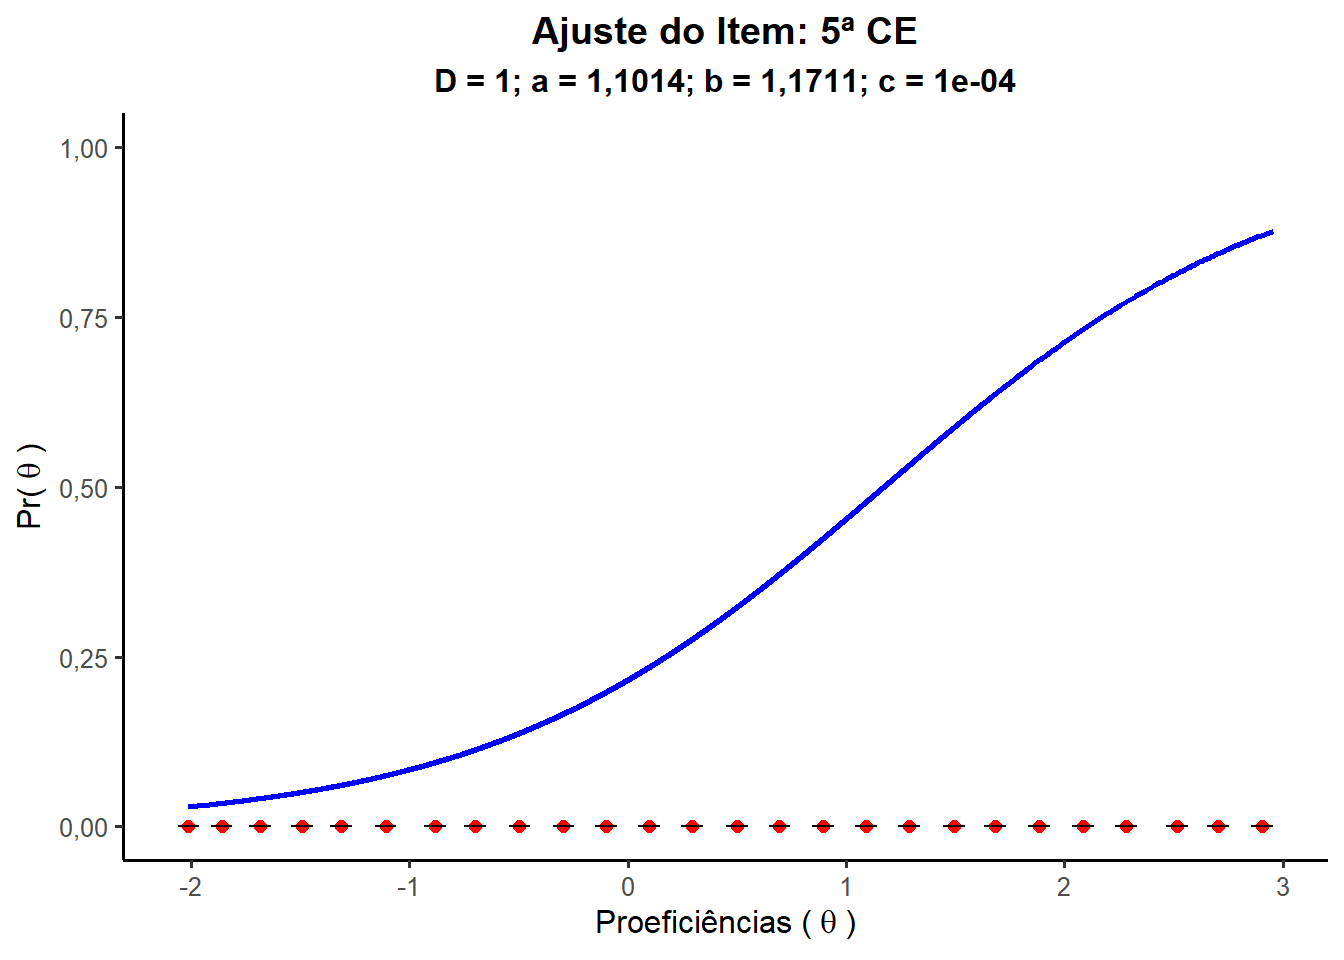 Ajuste do Item: 5ª CE
D = 1; a = 1,1014; b = 1,1711; c = 1e-04
1,00
0,75
0,50
0,25
0,00
Pr( θ )
-2 -1 0 1 2 3
Proeficiências ( θ )